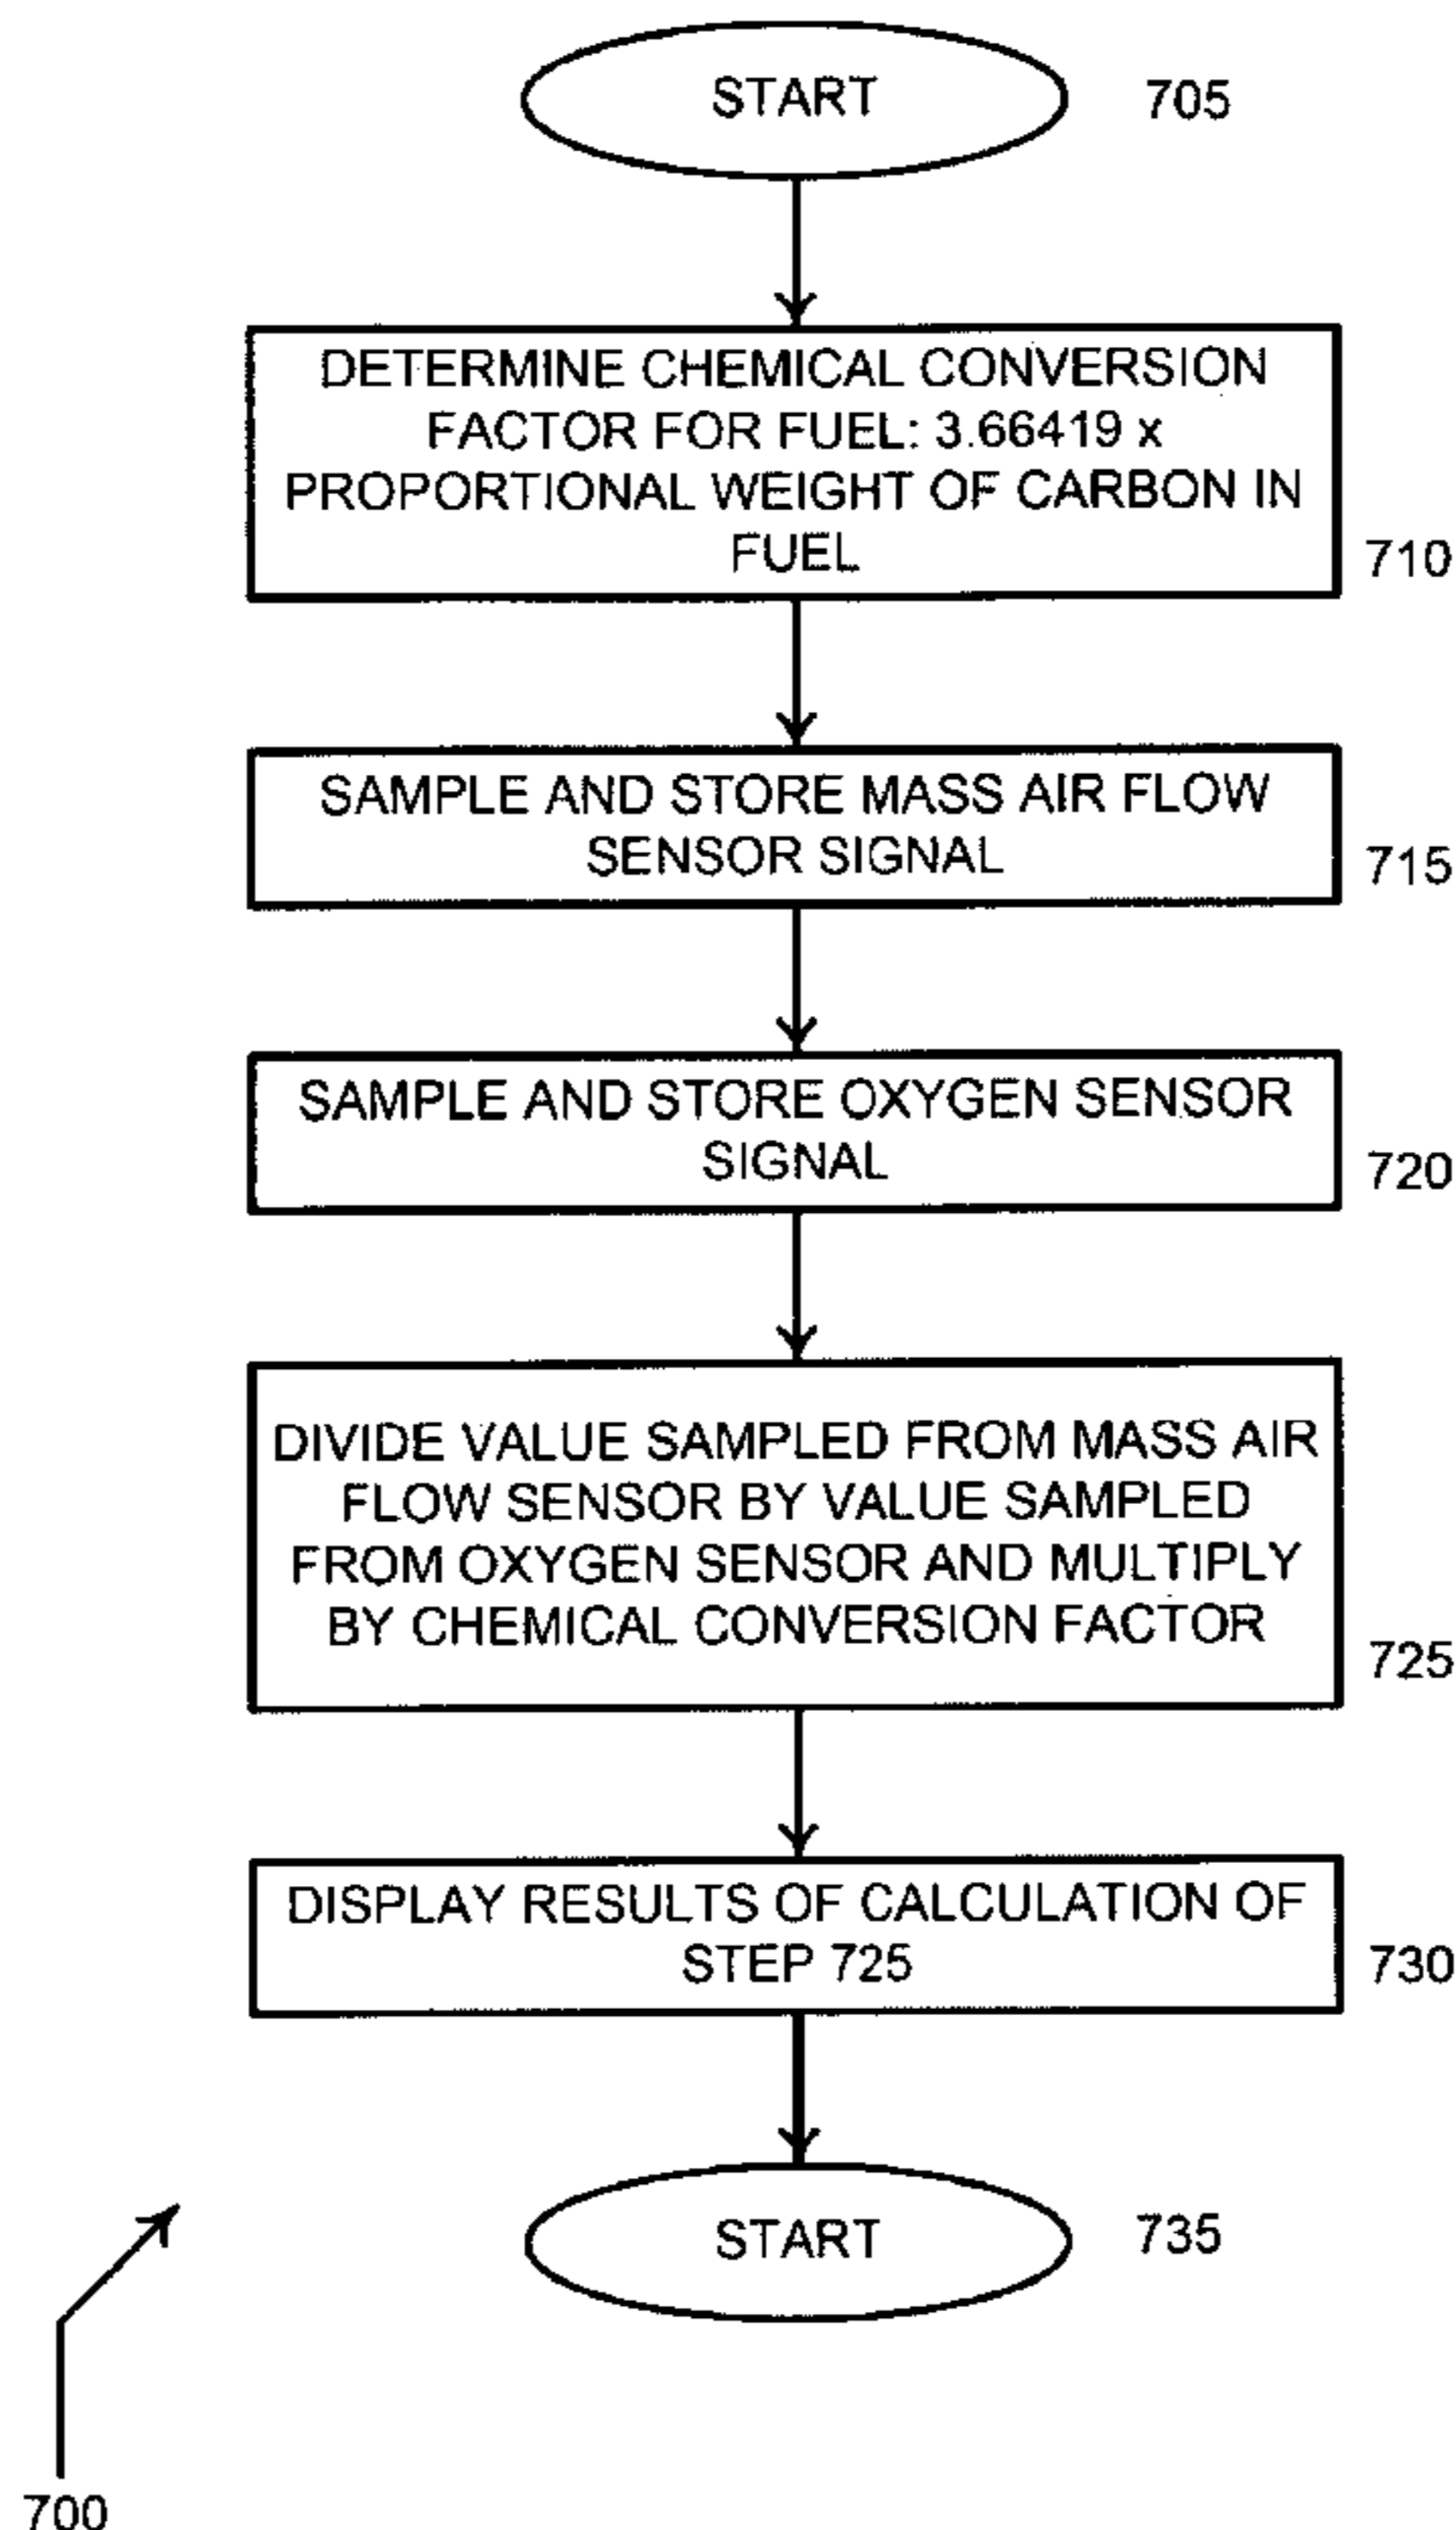 START
705
DETERMINE CHEMICAL CONVERSION
FACTOR FOR FUEL: 3.66419 x
PROPORTIONAL WEIGHT OF CARBON IN
FUEL
710
SAMPLE AND STORE MASS AIR FLOW
SENSOR SIGNAL
715
SAMPLE AND STORE OXYGEN SENSOR
SIGNAL
720
DIVIDE VALUE SAMPLED FROM MASS AIR
FLOW SENSOR BY VALUE SAMPLED
FROM OXYGEN SENSOR AND MULTIPLY
BY CHEMICAL CONVERSION FACTOR
725
DISPLAY RESULTS OF CALCULATION OF
STEP 725
730
START
735
700